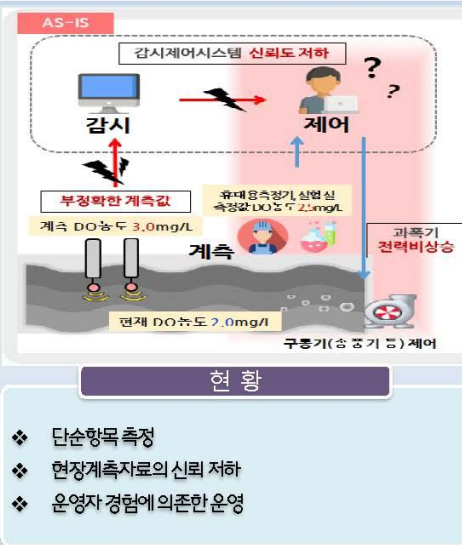 AS-IS
감시제어시스템 신뢰도 저하
? ?
감시
제어
부정확한 계측값
휴대용측정기, 실험실
측정값 DO농도 2.5mg/L
계측 DO농도 3.0mg/L
계측
과폭기
전력비상승
현재 DO농도 2.0mg/l
구동기(송풍기 등) 제어
현 황
❖ 단순항목 측정
❖ 현장계측자료의 신뢰 저하
❖ 운영자 경험에 의존한 운영